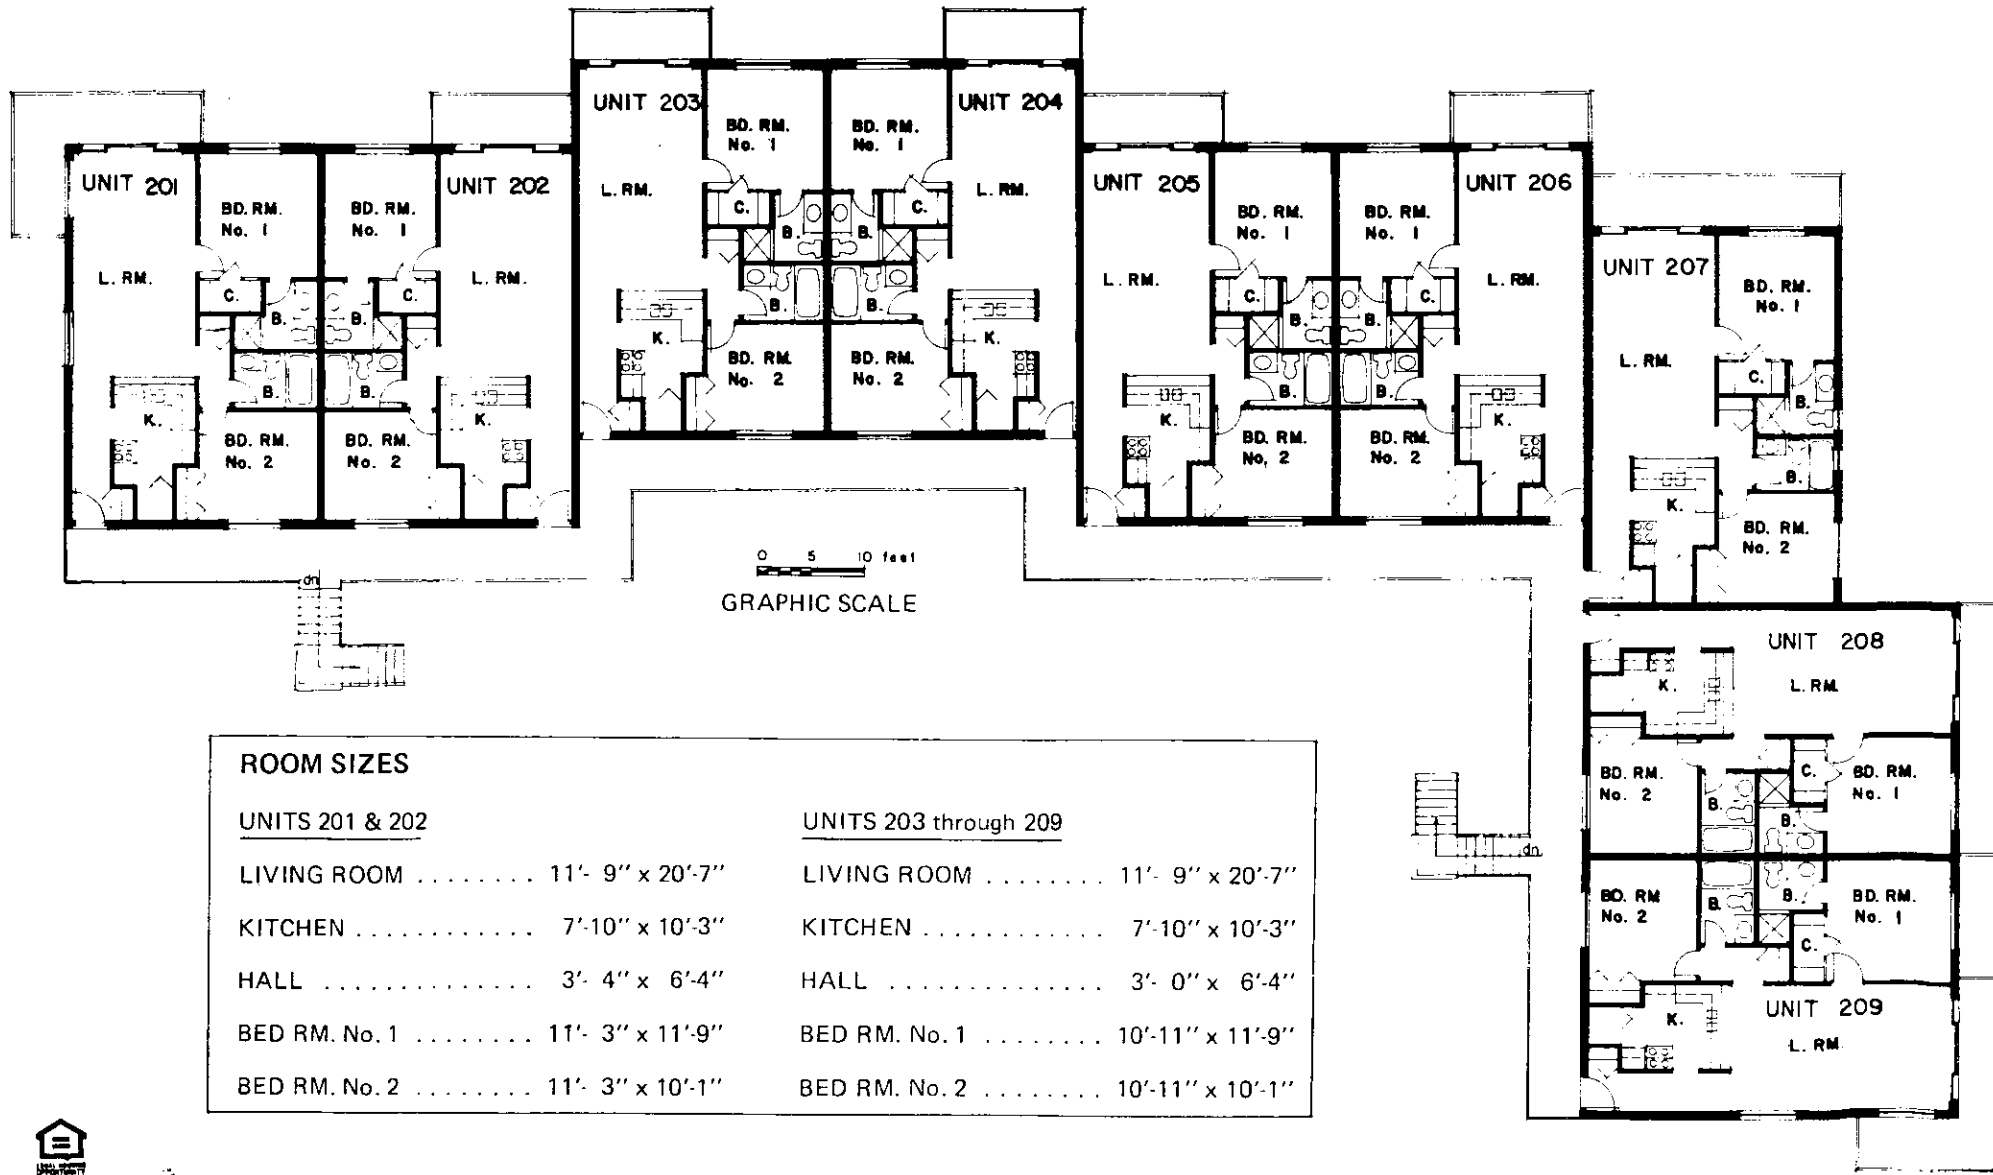 UNIT 203
UNIT 204
BD. RM.
No. 1
BD. RM.
No. 1
L. RM.
L. RM.
C.
C.
B.
B.
B.
B.
K.
K.
BD. RM.
No. 2
BD. RM.
No. 2
UNIT 201
UNIT 202
BD. RM.
No. 1
BD. RM.
No. 1
L. RM.
L. RM.
C.
C.
B.
B.
B.
B.
K.
K.
BD. RM.
No. 2
BD. RM.
No. 2
dn
UNIT 205
UNIT 206
BD. RM.
No. 1
BD. RM.
No. 1
L. RM.
L. RM.
C.
C.
B.
B.
B.
B.
K.
K.
BD. RM.
No. 2
BD. RM.
No. 2
UNIT 207
BD. RM.
No. 1
L. RM.
C.
B.
B.
K.
BD. RM.
No. 2
0 5 10 feet
GRAPHIC SCALE
UNIT 208
K.
L. RM.
BD. RM.
No. 2
C.
BD. RM.
No. 1
B.
B.
dn
BD. RM
No. 2
B.
B.
BD. RM.
No. 1
C.
K.
UNIT 209
L. RM.
ROOM SIZES
UNITS 201 & 202
LIVING ROOM ........ 11'- 9" x 20'-7"
KITCHEN ............ 7'-10" x 10'-3"
HALL .............. 3'- 4" x 6'-4"
BED RM. No. 1 ........ 11'- 3" x 11'-9"
BED RM. No. 2 ........ 11'- 3" x 10'-1"
UNITS 203 through 209
LIVING ROOM ........ 11'- 9" x 20'-7"
KITCHEN ............ 7'-10" x 10'-3"
HALL .............. 3'- 0" x 6'-4"
BED RM. No. 1 ........ 10'-11" x 11'-9"
BED RM. No. 2 ........ 10'-11" x 10'-1"
OPPORTUNITY